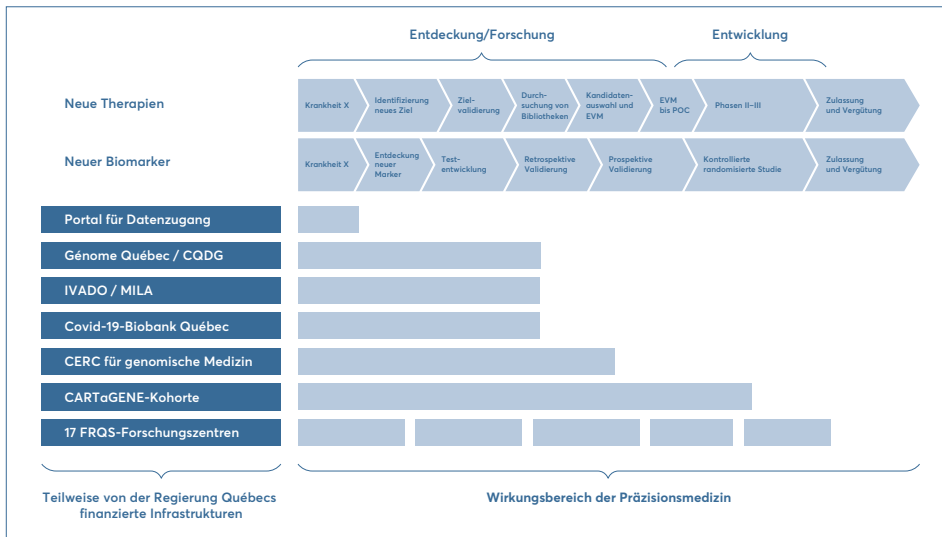 Entdeckung/Forschung
Entwicklung
Neue Therapien
Krankheit X
Identifizierung
neues Ziel
Ziel-
validierung
Durch-
suchung von
Bibliotheken
Kandidaten-
auswahl und
EVM
EVM
bis POC
Phasen II–III
Zulassung
und Vergütung
Neuer Biomarker
Krankheit X
Entdeckung
neuer
Marker
Test-
entwicklung
Retrospektive
Validierung
Prospektive
Validierung
Kontrollierte
randomisierte Studie
Zulassung
und Vergütung
Portal für Datenzugang
Génome Québec / CQDG
IVADO / MILA
Covid-19-Biobank Québec
CERC für genomische Medizin
CARTaGENE-Kohorte
17 FRQS-Forschungszentren
Teilweise von der Regierung Québecs
finanzierte Infrastrukturen
Wirkungsbereich der Präzisionsmedizin